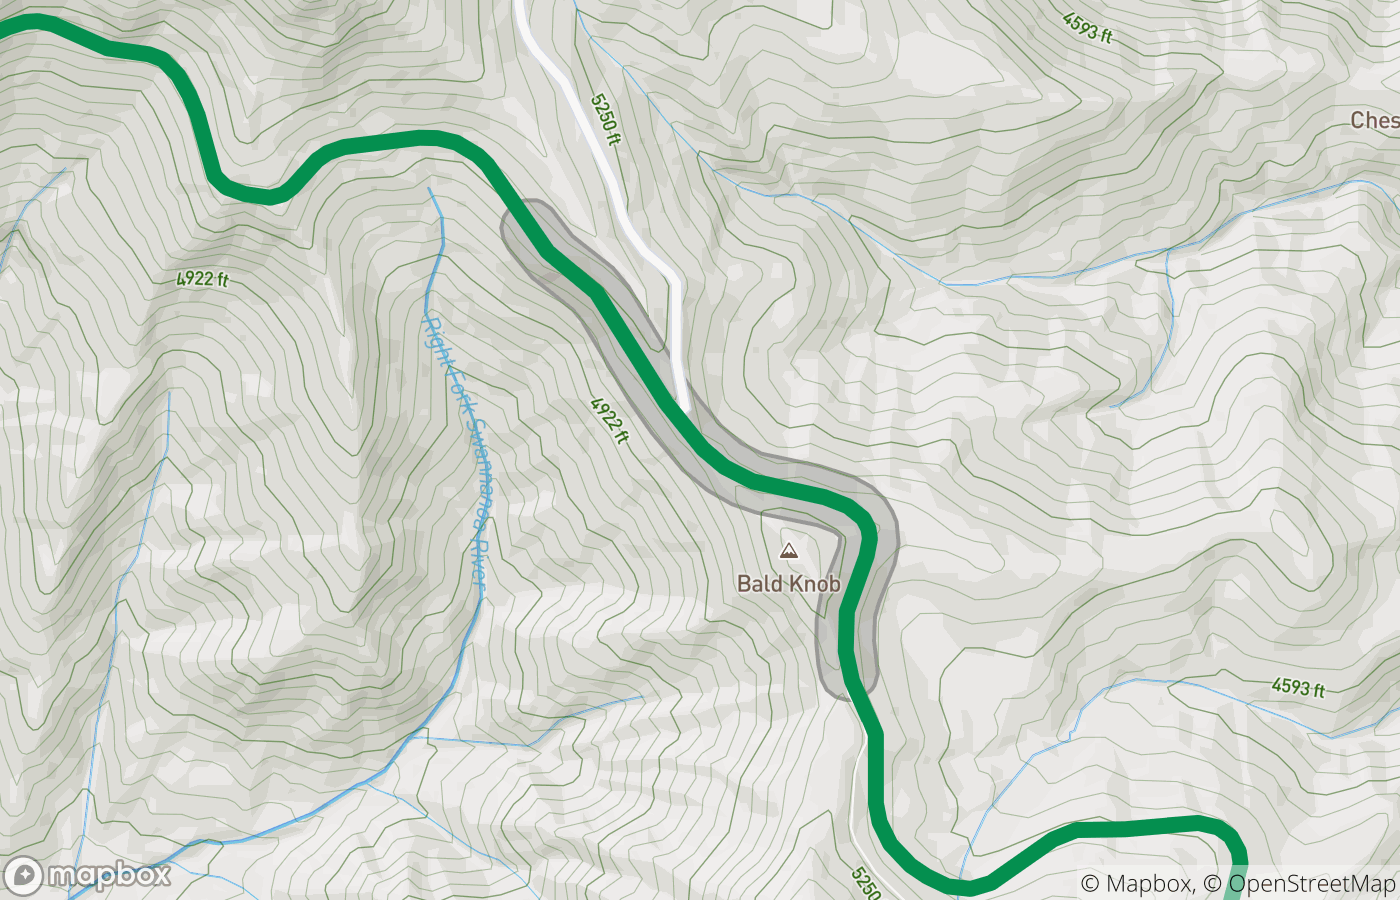 4593 ft
5250 ft
Ches
4922 ft
Right Fork Swannanoa River
4922 ft
Bald Knob
4593 ft
5250
mapbox
© Mapbox, © OpenStreetMap